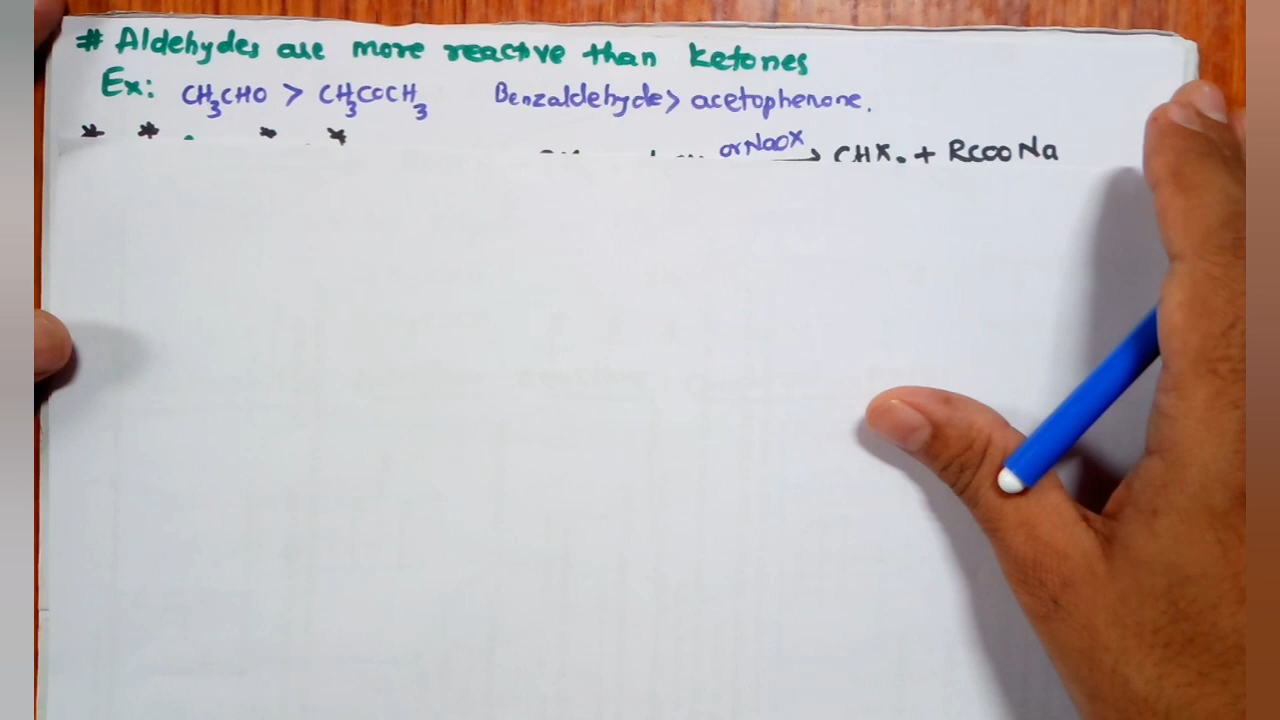 # Aldehydes are more reactive than ketones
Ex: CH₃CHO > CH₃COCH₃ Benzaldehyde > acetophenone.
* * * *
or NaOX
→ CHX₃ + RCOONa